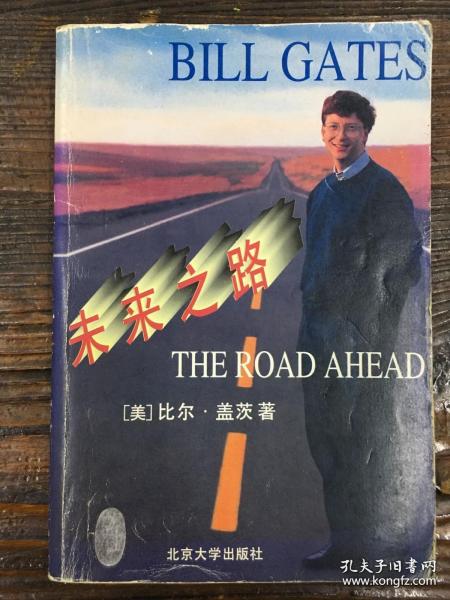 BILL GATES
未来之路
THE ROAD AHEAD
[美]比尔·盖茨著
北京大学出版社
孔夫子旧书网
www.kongfz.com